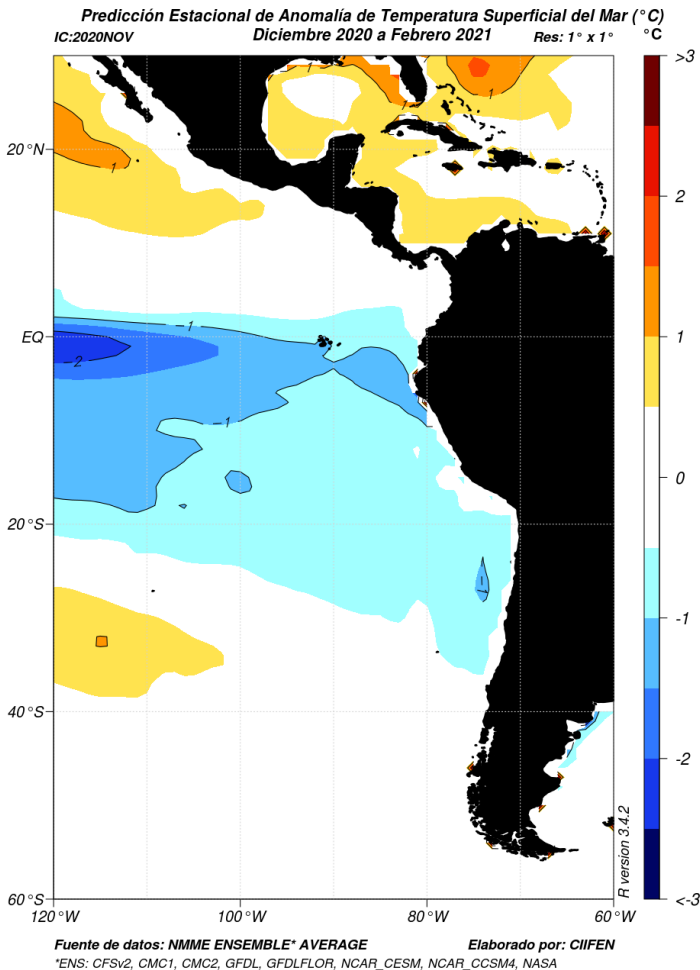 Predicción Estacional de Anomalía de Temperatura Superficial del Mar (°C)
IC:2020NOV
Diciembre 2020 a Febrero 2021
Res: 1° x 1°
°C
>3
2
1
0
-1
-2
<-3
20°N
EQ
20°S
40°S
60°S
120°W
100°W
80°W
60°W
1
1
1
1
-1
-2
-1
-1
R version 3.4.2
Fuente de datos: NMME ENSEMBLE* AVERAGE
Elaborado por: CIIFEN
*ENS: CFSv2, CMC1, CMC2, GFDL, GFDLFLOR, NCAR_CESM, NCAR_CCSM4, NASA